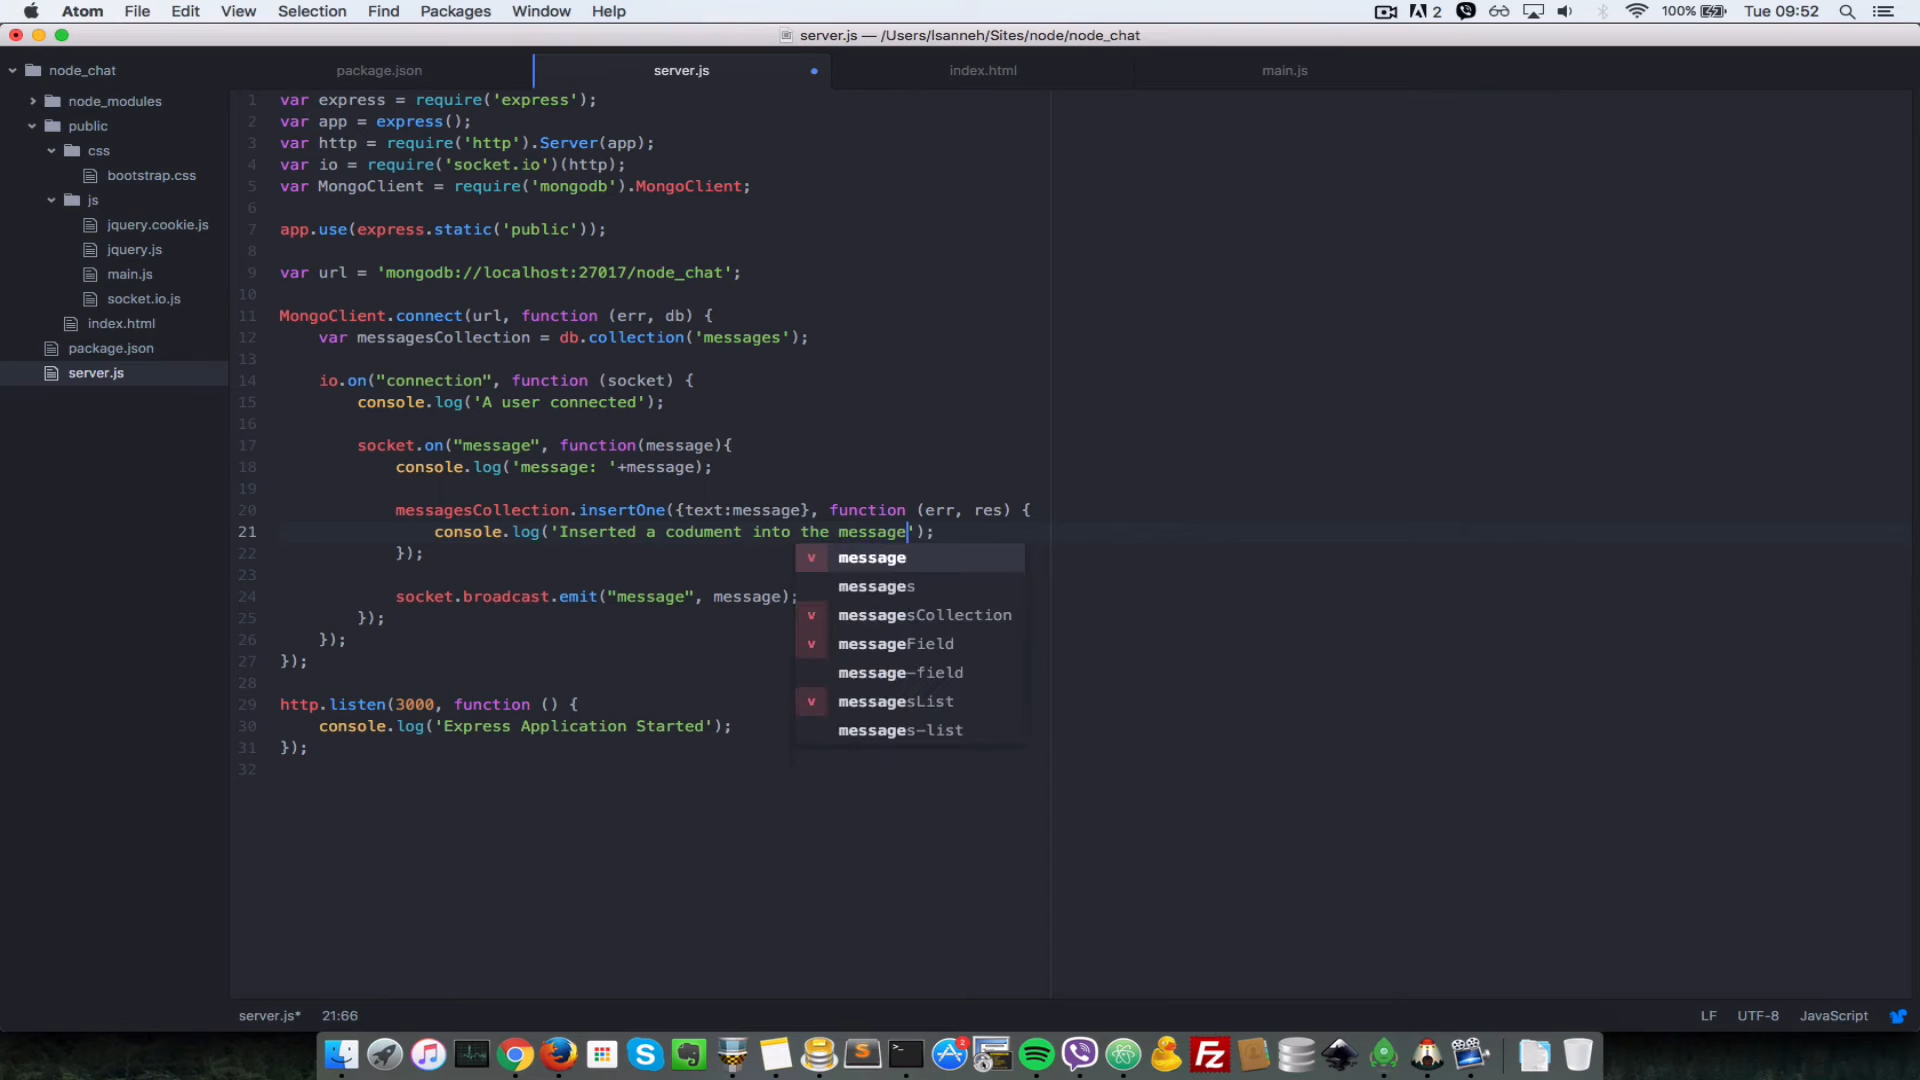 Atom File Edit View Selection Find Packages Window Help 2 100% Tue 09:52
server.js — /Users/lsanneh/Sites/node/node_chat
node_chat
node_modules
public
css
bootstrap.css
js
jquery.cookie.js
jquery.js
main.js
socket.io.js
index.html
package.json
server.js
package.json server.js index.html main.js
1 var express = require('express');
2 var app = express();
3 var http = require('http').Server(app);
4 var io = require('socket.io')(http);
5 var MongoClient = require('mongodb').MongoClient;
6
7 app.use(express.static('public'));
8
9 var url = 'mongodb://localhost:27017/node_chat';
10
11 MongoClient.connect(url, function (err, db) {
12 var messagesCollection = db.collection('messages');
13
14 io.on("connection", function (socket) {
15 console.log('A user connected');
16
17 socket.on("message", function(message){
18 console.log('message: '+message);
19
20 messagesCollection.insertOne({text:message}, function (err, res) {
21 console.log('Inserted a codument into the message');
22 });
23
24 socket.broadcast.emit("message", message);
25 });
26 });
27 });
28
29 http.listen(3000, function () {
30 console.log('Express Application Started');
31 });
32
v message
messages
v messagesCollection
v messageField
message-field
v messagesList
messages-list
server.js* 21:66 LF UTF-8 JavaScript
2
FZ